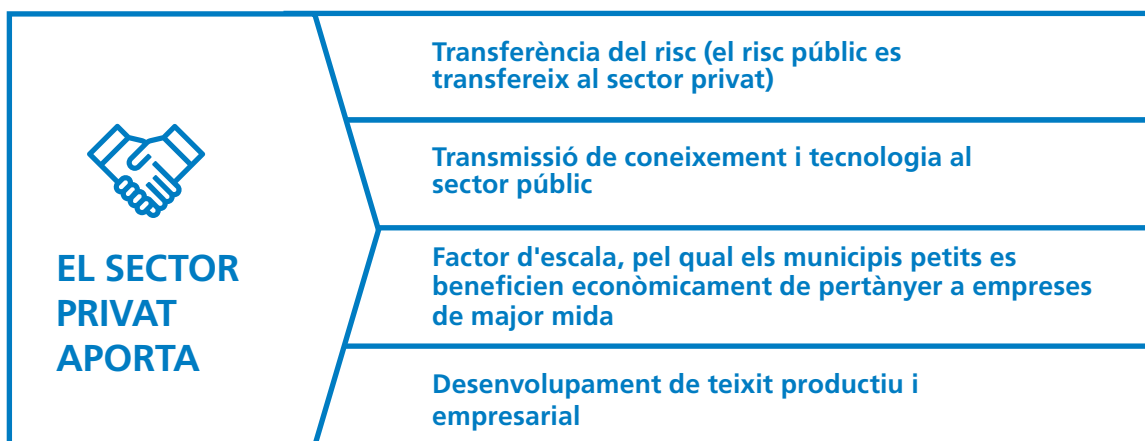 EL SECTOR
PRIVAT
APORTA
Transferència del risc (el risc públic es
transfereix al sector privat)
Transmissió de coneixement i tecnologia al
sector públic
Factor d'escala, pel qual els municipis petits es
beneficien econòmicament de pertànyer a empreses
de major mida
Desenvolupament de teixit productiu i
empresarial